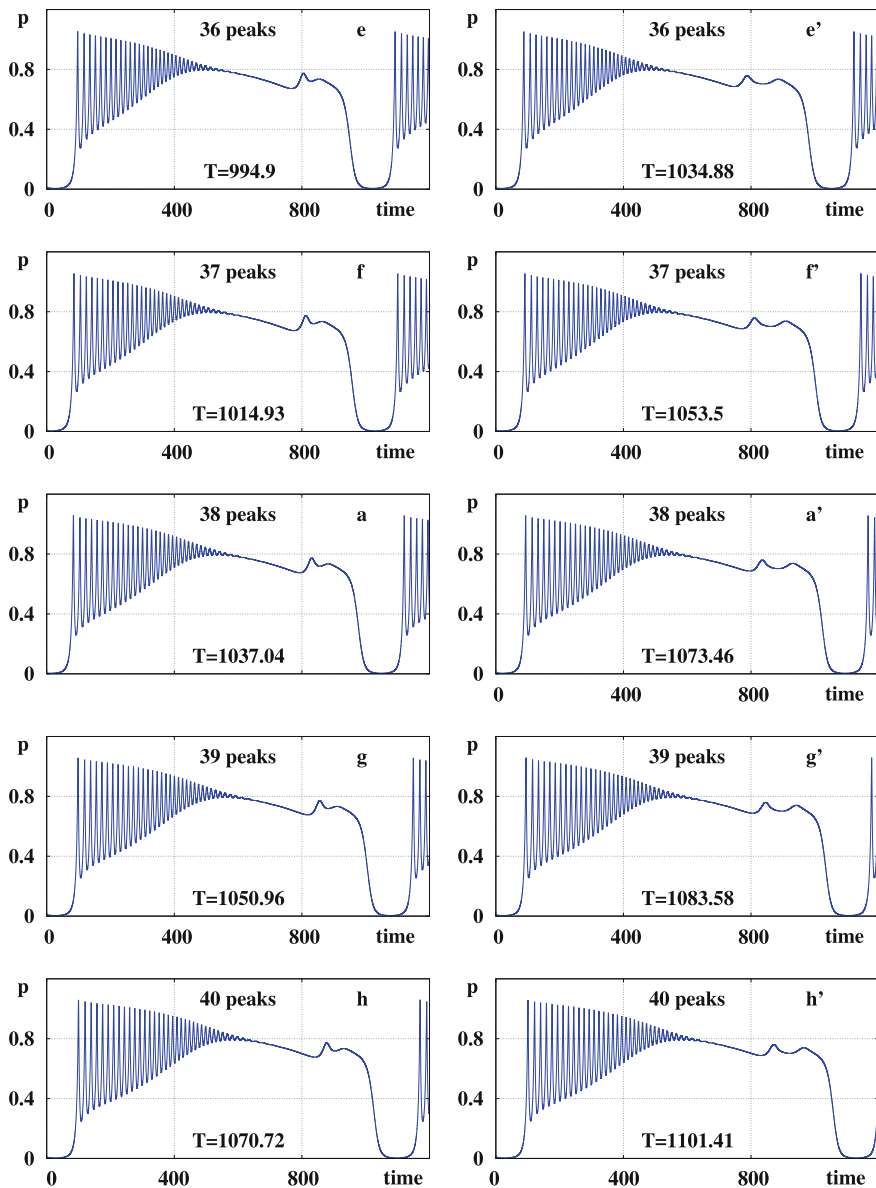 p 36 peaks e
0.8
0.4
T=994.9
0
0 400 800 time
p 36 peaks e’
0.8
0.4
T=1034.88
0
0 400 800 time
p 37 peaks f
0.8
0.4
T=1014.93
0
0 400 800 time
p 37 peaks f’
0.8
0.4
T=1053.5
0
0 400 800 time
p 38 peaks a
0.8
0.4
T=1037.04
0
0 400 800 time
p 38 peaks a’
0.8
0.4
T=1073.46
0
0 400 800 time
p 39 peaks g
0.8
0.4
T=1050.96
0
0 400 800 time
p 39 peaks g’
0.8
0.4
T=1083.58
0
0 400 800 time
p 40 peaks h
0.8
0.4
T=1070.72
0
0 400 800 time
p 40 peaks h’
0.8
0.4
T=1101.41
0
0 400 800 time